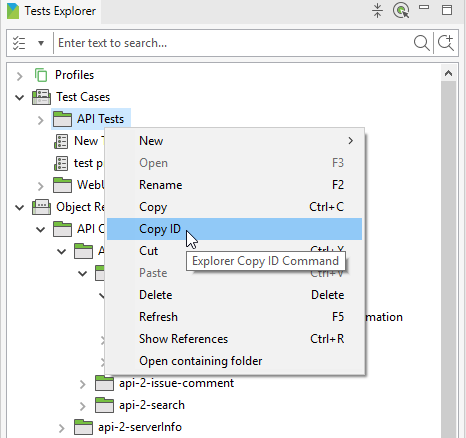 Tests Explorer
Enter text to search...
Profiles
Test Cases
API Tests
New
test p
WebU
Object Re
API C
A
New
Open F3
Rename F2
Copy Ctrl+C
Copy ID
Cut Ctrl+X
Explorer Copy ID Command
Paste Ctrl+V
Delete Delete
Refresh F5
mation
Show References Ctrl+R
Open containing folder
api-2-issue-comment
api-2-search
api-2-serverInfo